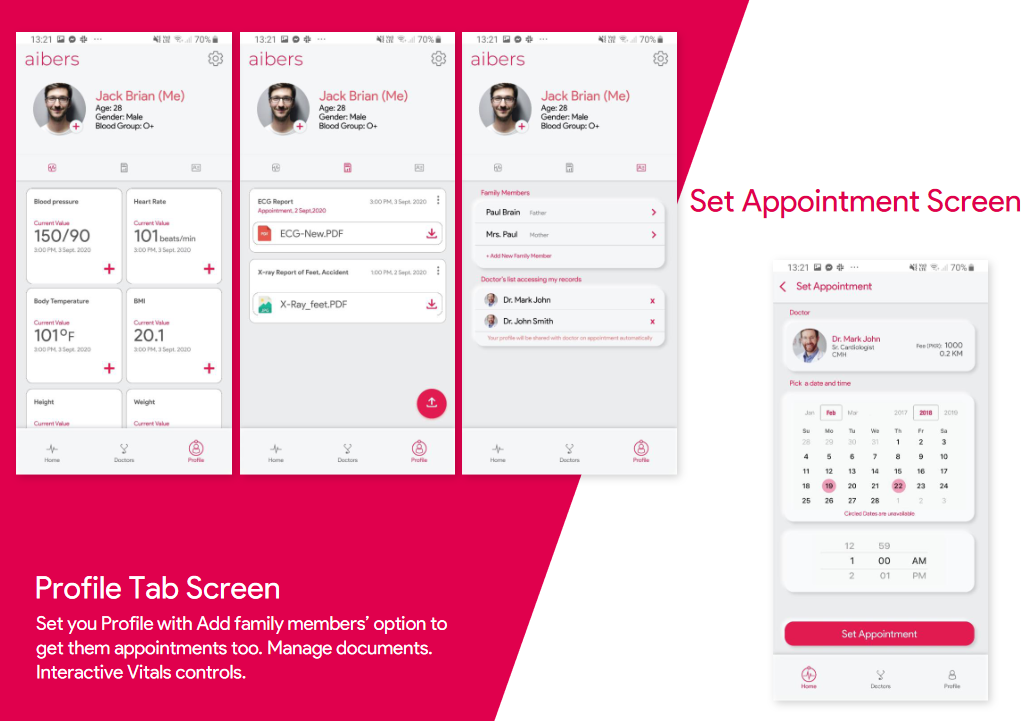 13:21 ··· 70%
aibers
Jack Brian (Me)
Age: 28
Gender: Male
Blood Group: O+
Blood pressure
Current Value
150/90
3:00 PM, 3 Sept. 2020
+
Heart Rate
Current Value
101 beats/min
3:00 PM, 3 Sept. 2020
+
Body Temperature
Current Value
101°F
3:00 PM, 3 Sept. 2020
+
BMI
Current Value
20.1
3:00 PM, 3 Sept. 2020
+
Height
Current Value
Weight
Current Value
Home Doctors Profile
13:21 ··· 70%
aibers
Jack Brian (Me)
Age: 28
Gender: Male
Blood Group: O+
ECG Report 3:00 PM, 3 Sept. 2020
Appointment, 2 Sept,2020
ECG-New.PDF
X-ray Report of Feet, Accident 1:00 PM, 2 Sept. 2020
X-Ray_feet.PDF
Home Doctors Profile
13:21 ··· 70%
aibers
Jack Brian (Me)
Age: 28
Gender: Male
Blood Group: O+
Family Members
Paul Brain Father >
Mrs. Paul Mother >
+ Add New Family Member
Doctor's list accessing my records
Dr. Mark John x
Dr. John Smith x
Your profile will be shared with doctor on appointment automatically
Home Doctors Profile
Set Appointment Screen
13:21 ··· 70%
< Set Appointment
Doctor
Dr. Mark John
Sr. Cardiologist
CMH
Fee (PKR): 1000
0.2 KM
Pick a date and time
Jan Feb Mar 2017 2018 2019
Su Mo Tu We Th Fr Sa
28 29 30 31 1 2 3
4 5 6 7 8 9 10
11 12 13 14 15 16 17
18 19 20 21 22 23 24
25 26 27 28 1 2 3
Circled Dates are unavailable
12 59
1 00 AM
2 01 PM
Set Appointment
Home Doctors Profile
Profile Tab Screen
Set you Profile with Add family members' option to
get them appointments too. Manage documents.
Interactive Vitals controls.